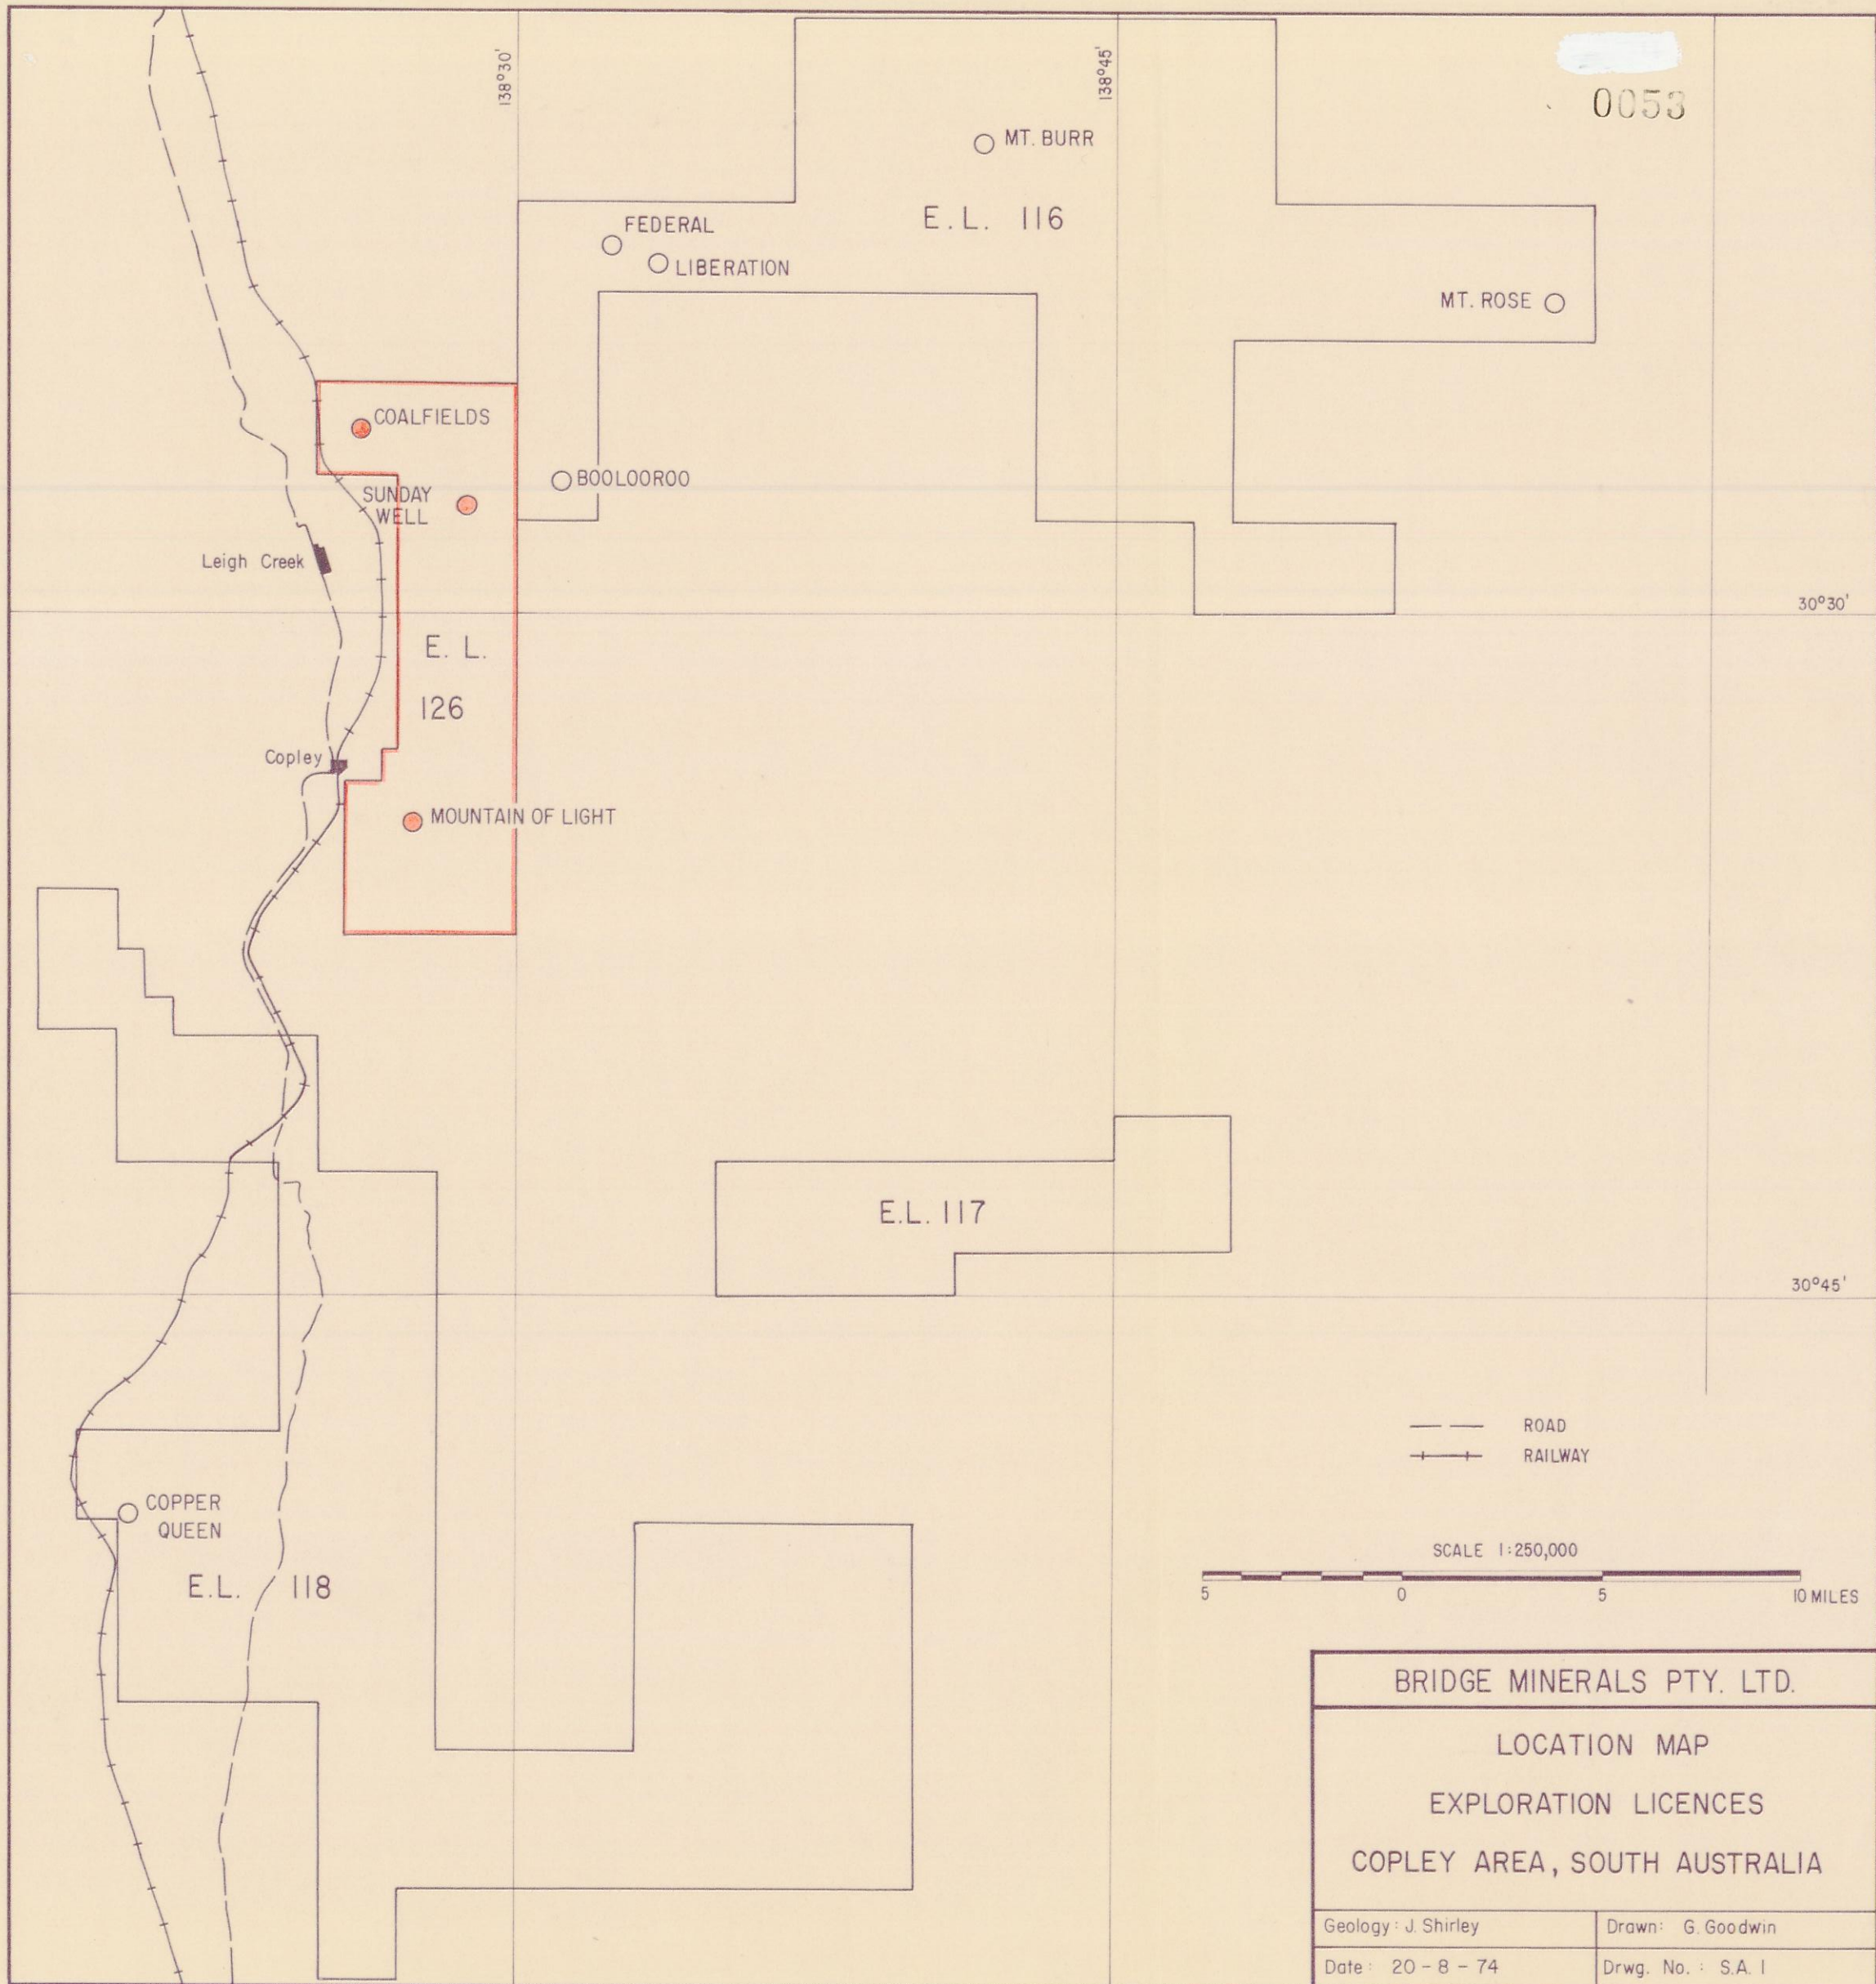 138°30'
138°45'
0053
MT. BURR
E.L. 116
FEDERAL
LIBERATION
MT. ROSE
COALFIELDS
SUNDAY
WELL
BOOLOOROO
Leigh Creek
30°30'
E. L.
126
Copley
MOUNTAIN OF LIGHT
E.L. 117
30°45'
ROAD
RAILWAY
COPPER
QUEEN
E.L. 118
SCALE 1:250,000
5 0 5 10 MILES
BRIDGE MINERALS PTY. LTD.
LOCATION MAP
EXPLORATION LICENCES
COPLEY AREA, SOUTH AUSTRALIA
Geology: J. Shirley
Drawn: G. Goodwin
Date: 20-8-74
Drwg. No.: S.A. 1